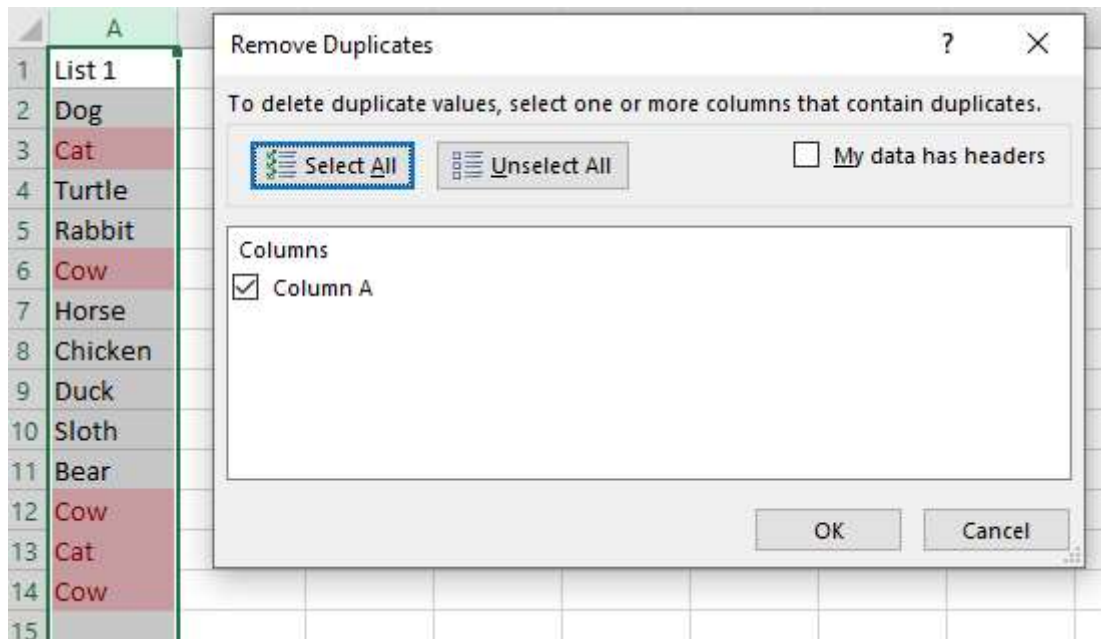 A
1 List 1
2 Dog
3 Cat
4 Turtle
5 Rabbit
6 Cow
7 Horse
8 Chicken
9 Duck
10 Sloth
11 Bear
12 Cow
13 Cat
14 Cow
15
Remove Duplicates ?
To delete duplicate values, select one or more columns that contain duplicates.
Select All Unselect All My data has headers
Columns
Column A
OK Cancel